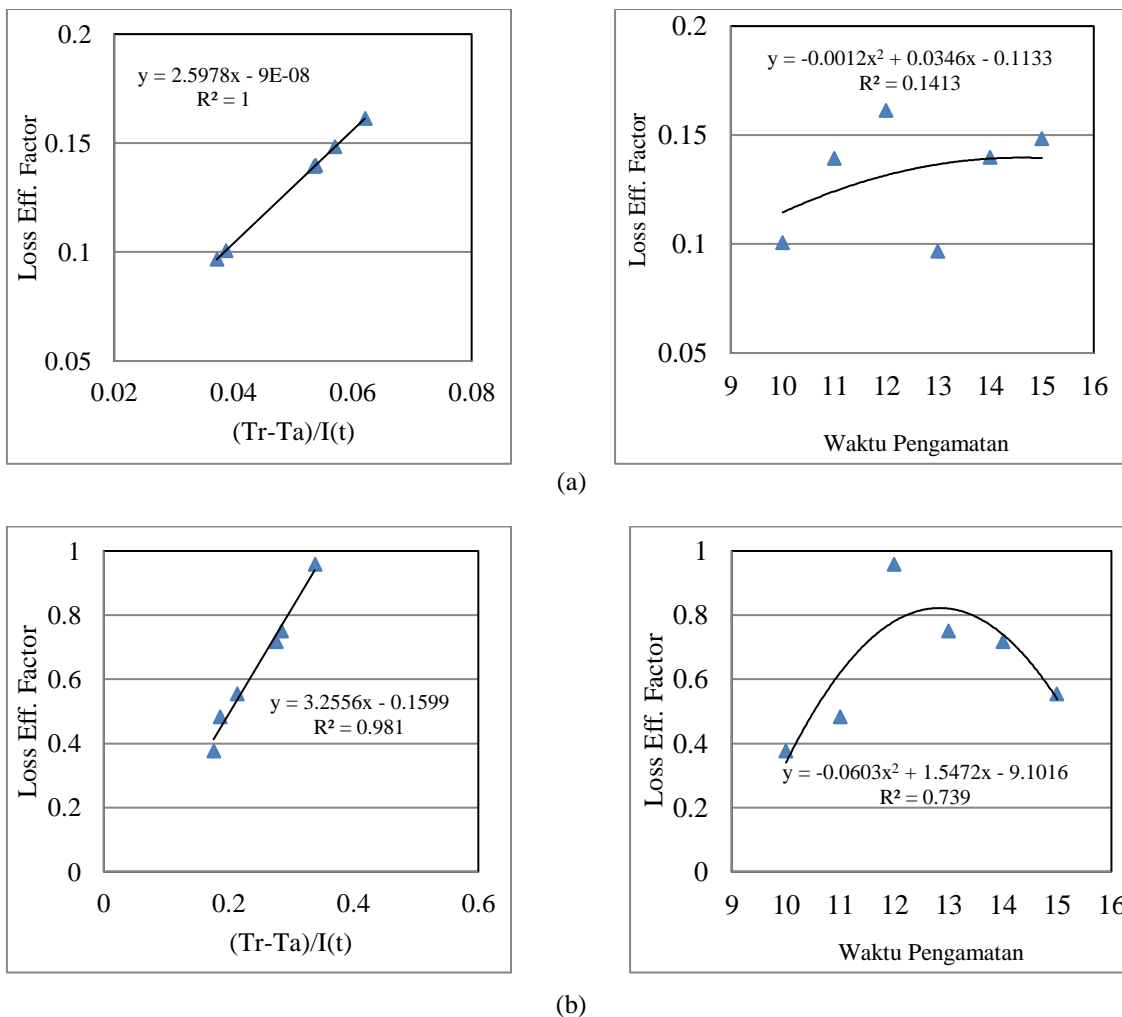 0.2
0.15
0.1
0.05
0.02 0.04 0.06 0.08
Loss Eff. Factor
(Tr-Ta)/I(t)
y = 2.5978x - 9E-08
R² = 1
0.2
0.15
0.1
0.05
9 10 11 12 13 14 15 16
Loss Eff. Factor
Waktu Pengamatan
y = -0.0012x² + 0.0346x - 0.1133
R² = 0.1413
(a)
1
0.8
0.6
0.4
0.2
0
0 0.2 0.4 0.6
Loss Eff. Factor
(Tr-Ta)/I(t)
y = 3.2556x - 0.1599
R² = 0.981
1
0.8
0.6
0.4
0.2
0
9 10 11 12 13 14 15 16
Loss Eff. Factor
Waktu Pengamatan
y = -0.0603x² + 1.5472x - 9.1016
R² = 0.739
(b)